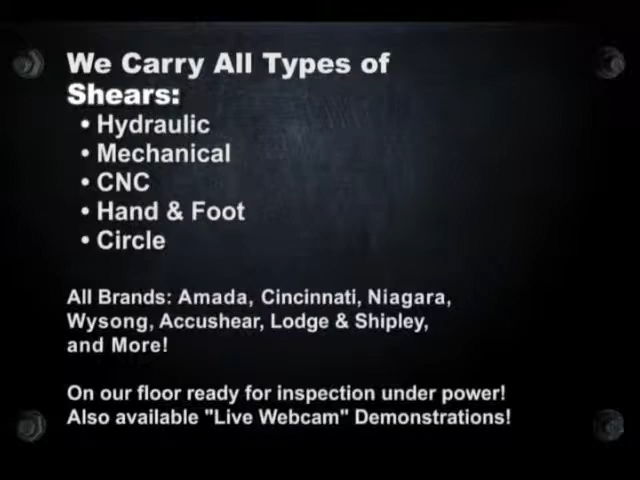 We Carry All Types of
Shears:
• Hydraulic
• Mechanical
• CNC
• Hand & Foot
• Circle
All Brands: Amada, Cincinnati, Niagara,
Wysong, Accushear, Lodge & Shipley,
and More!
On our floor ready for inspection under power!
Also available "Live Webcam" Demonstrations!